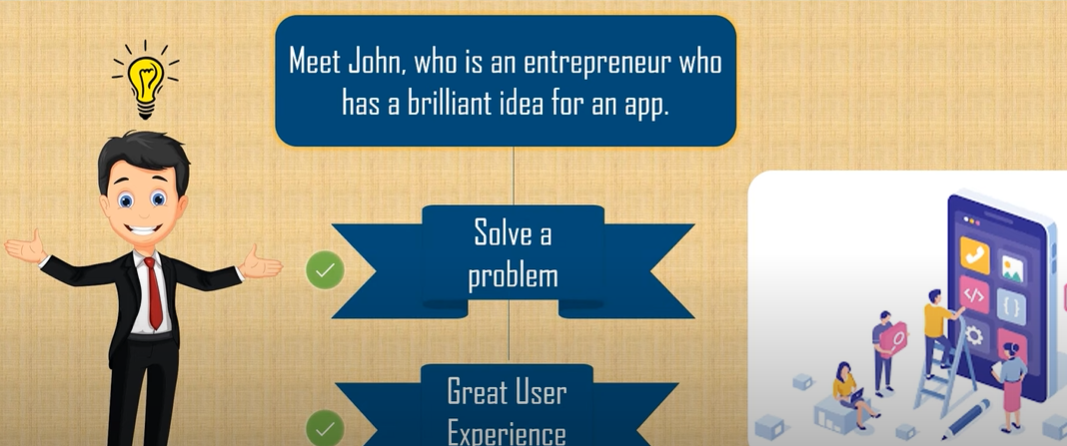 Meet John, who is an entrepreneur who
has a brilliant idea for an app.
Solve a
problem
Great User
Experience